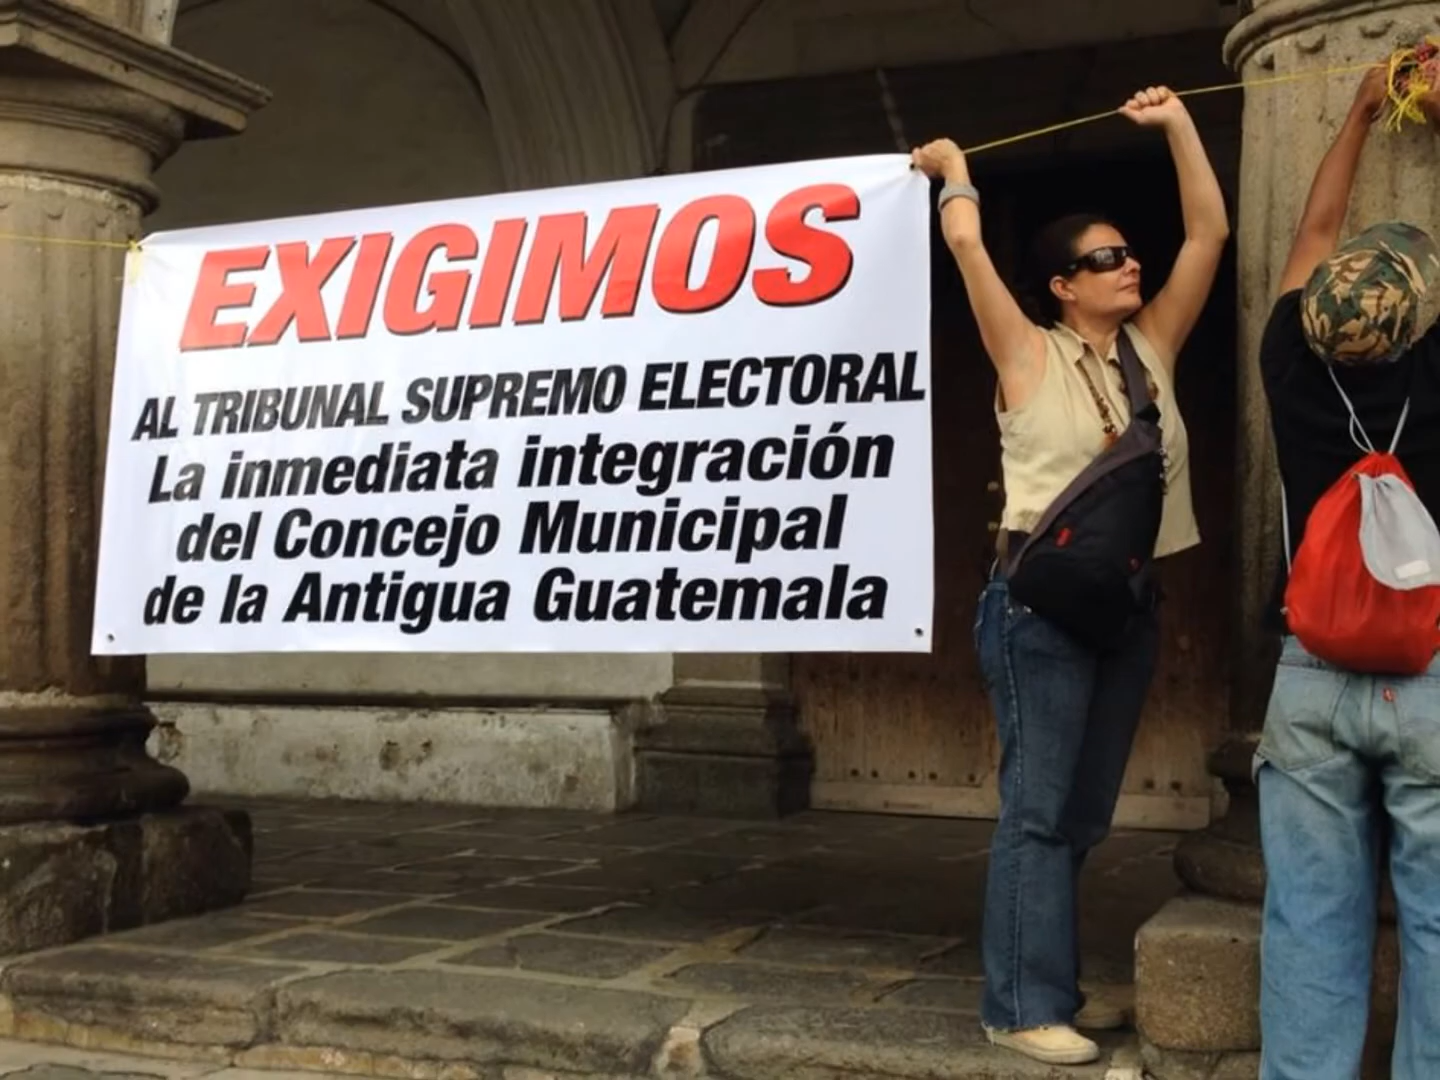 EXIGIMOS
AL TRIBUNAL SUPREMO ELECTORAL
La inmediata integración
del Concejo Municipal
de la Antigua Guatemala